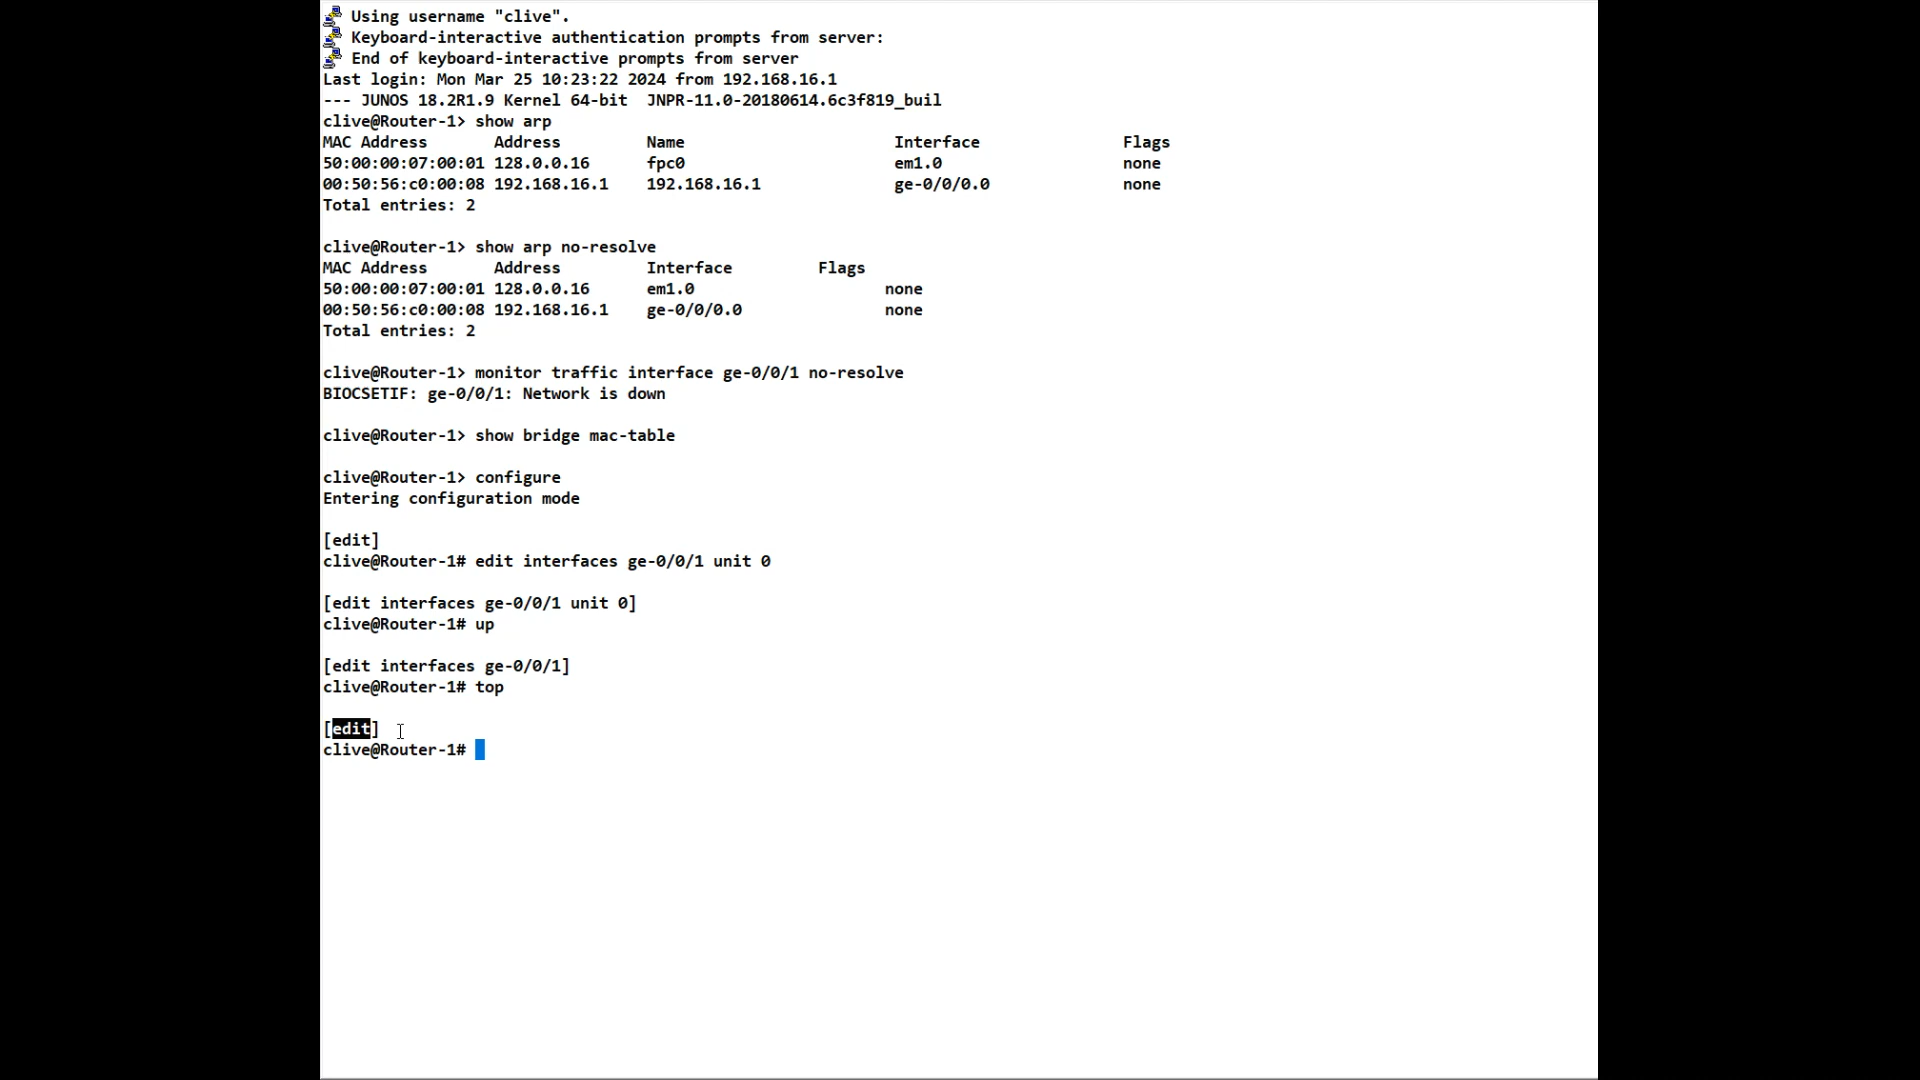 Using username "clive".
Keyboard-interactive authentication prompts from server:
End of keyboard-interactive prompts from server
Last login: Mon Mar 25 10:23:22 2024 from 192.168.16.1
--- JUNOS 18.2R1.9 Kernel 64-bit  JNPR-11.0-20180614.6c3f819_buil
clive@Router-1> show arp
MAC Address       Address         Name                      Interface               Flags
50:00:00:07:00:01 128.0.0.16      fpc0                      em1.0                   none
00:50:56:c0:00:08 192.168.16.1    192.168.16.1              ge-0/0/0.0              none
Total entries: 2
clive@Router-1> show arp no-resolve
MAC Address       Address         Interface         Flags
50:00:00:07:00:01 128.0.0.16      em1.0                    none
00:50:56:c0:00:08 192.168.16.1    ge-0/0/0.0               none
Total entries: 2
clive@Router-1> monitor traffic interface ge-0/0/1 no-resolve
BIOCSETIF: ge-0/0/1: Network is down
clive@Router-1> show bridge mac-table
clive@Router-1> configure
Entering configuration mode
[edit]
clive@Router-1# edit interfaces ge-0/0/1 unit 0
[edit interfaces ge-0/0/1 unit 0]
clive@Router-1# up
[edit interfaces ge-0/0/1]
clive@Router-1# top
[edit]
clive@Router-1#